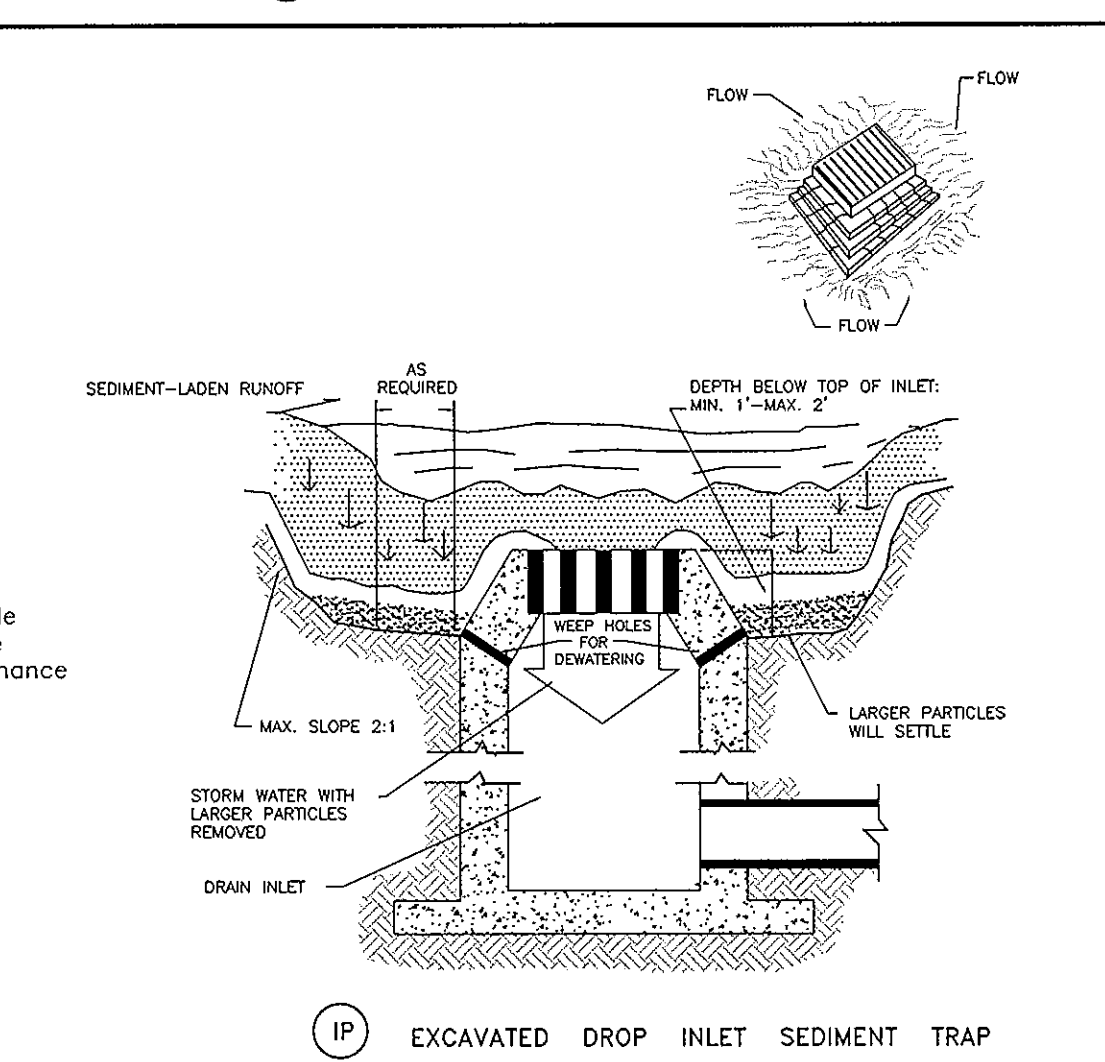 FLOW
FLOW
FLOW
SEDIMENT-LADEN RUNOFF
AS
REQUIRED
DEPTH BELOW TOP OF INLET:
MIN. 1'-MAX. 2'
WEEP HOLES
FOR
DEWATERING
MAX. SLOPE 2:1
LARGER PARTICLES
WILL SETTLE
STORM WATER WITH
LARGER PARTICLES
REMOVED
DRAIN INLET
IP EXCAVATED DROP INLET SEDIMENT TRAP